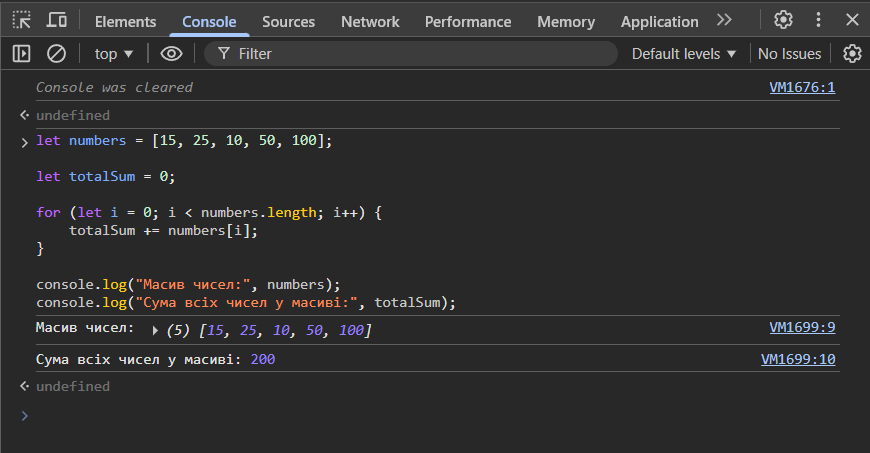 Elements Console Sources Network Performance Memory Application
top Filter Default levels No Issues
Console was cleared VM1676:1
undefined
let numbers = [15, 25, 10, 50, 100];
let totalSum = 0;
for (let i = 0; i < numbers.length; i++) {
    totalSum += numbers[i];
}
console.log("Масив чисел:", numbers);
console.log("Сума всіх чисел у масиві:", totalSum);
Масив чисел: (5) [15, 25, 10, 50, 100] VM1699:9
Сума всіх чисел у масиві: 200 VM1699:10
undefined